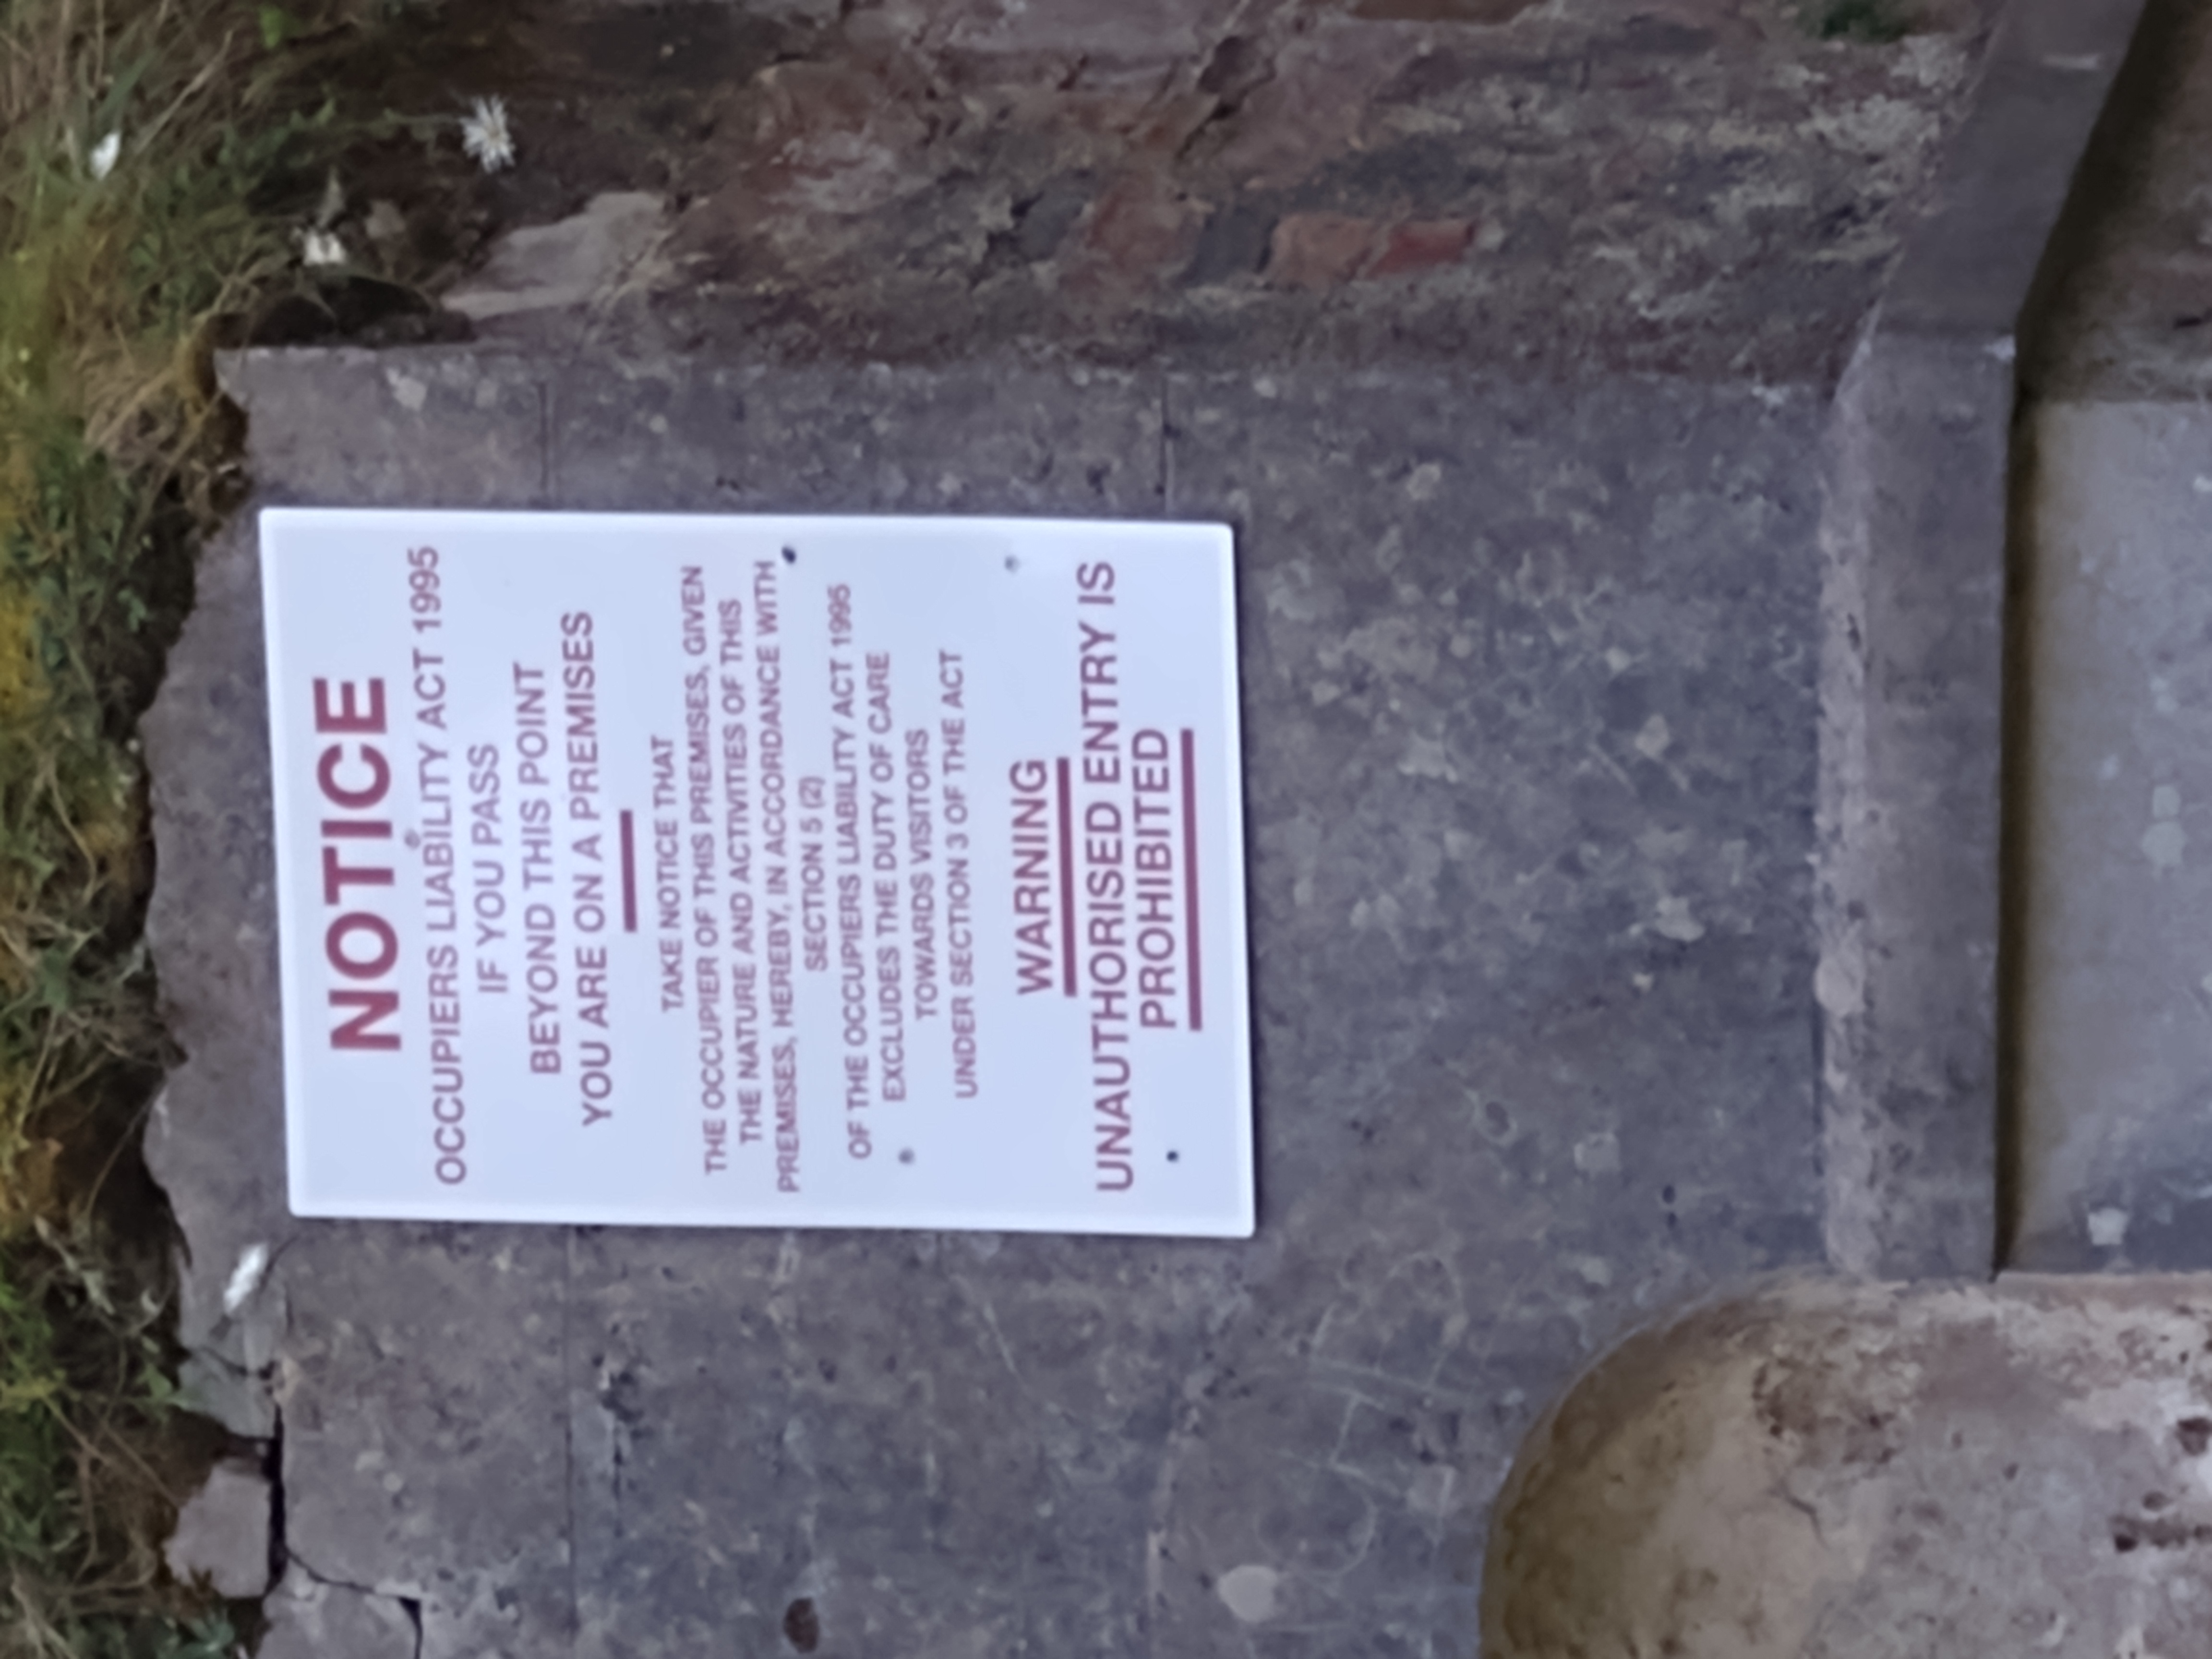 NOTICE
OCCUPIERS LIABILITY ACT 1995
IF YOU PASS
BEYOND THIS POINT
YOU ARE ON A PREMISES
TAKE NOTICE THAT
THE OCCUPIER OF THIS PREMISES, GIVEN
THE NATURE AND ACTIVITIES OF THIS
PREMISES, HEREBY, IN ACCORDANCE WITH
SECTION 5 (2)
OF THE OCCUPIERS LIABILITY ACT 1995
EXCLUDES THE DUTY OF CARE
TOWARDS VISITORS
UNDER SECTION 3 OF THE ACT
WARNING
UNAUTHORISED ENTRY IS
PROHIBITED